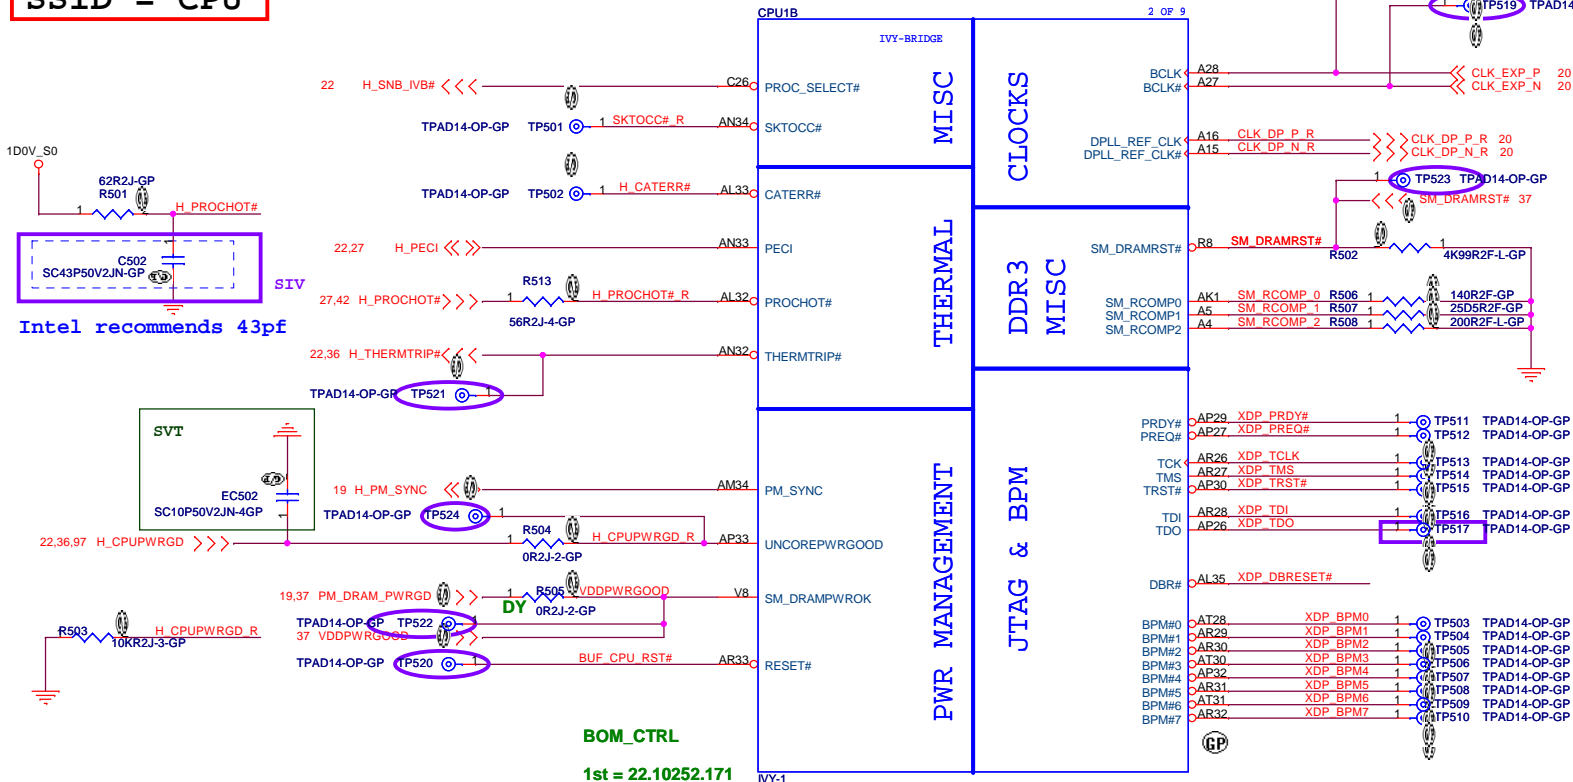 SSID = CPU
CPU1B
2 OF 9
IVY-BRIDGE
MISC
CLOCKS
THERMAL
DDR3
MISC
PWR MANAGEMENT
JTAG & BPM
22 H_SNB_IVB# C26 PROC_SELECT#
TPAD14-OP-GP TP501 1 SKTOCC#_R AN34 SKTOCC#
TPAD14-OP-GP TP502 1 H_CATERR# AL33 CATERR#
22,27 H_PECI AN33 PECI
R513
27,42 H_PROCHOT# 1 H_PROCHOT#_R AL32 PROCHOT#
56R2J-4-GP
22,36 H_THERMTRIP# AN32 THERMTRIP#
TPAD14-OP-GP TP521 1
19 H_PM_SYNC AM34 PM_SYNC
TPAD14-OP-GP TP524 1
R504
22,36,97 H_CPUPWRGD 1 H_CPUPWRGD_R AP33 UNCOREPWRGOOD
0R2J-2-GP
19,37 PM_DRAM_PWRGD 1 R505 VDDPWRGOOD V8 SM_DRAMPWROK
DY 0R2J-2-GP
TPAD14-OP-GP TP522 1
37 VDDPWRGOOD
TPAD14-OP-GP TP520 1 BUF_CPU_RST# AR33 RESET#
1D0V_S0
62R2J-GP
R501
1 H_PROCHOT#
1
C502
SC43P50V2JN-GP
SIV
Intel recommends 43pf
SVT
EC502
SC10P50V2JN-4GP
1
R503 H_CPUPWRGD_R
10KR2J-3-GP
1 TP519 TPAD14
BCLK A28 CLK_EXP_P 20
BCLK# A27 CLK_EXP_N 20
DPLL_REF_CLK A16 CLK_DP_P_R CLK_DP_P_R 20
DPLL_REF_CLK# A15 CLK_DP_N_R CLK_DP_N_R 20
1 TP523 TPAD14-OP-GP
SM_DRAMRST# 37
SM_DRAMRST# R8 SM_DRAMRST#
R502 1 4K99R2F-L-GP
SM_RCOMP0 AK1 SM_RCOMP_0 R506 1 140R2F-GP
SM_RCOMP1 A5 SM_RCOMP_1 R507 1 25D5R2F-GP
SM_RCOMP2 A4 SM_RCOMP_2 R508 1 200R2F-L-GP
PRDY# AP29 XDP_PRDY# 1 TP511 TPAD14-OP-GP
PREQ# AP27 XDP_PREQ# 1 TP512 TPAD14-OP-GP
TCK AR26 XDP_TCLK 1 TP513 TPAD14-OP-GP
TMS AR27 XDP_TMS 1 TP514 TPAD14-OP-GP
TRST# AP30 XDP_TRST# 1 TP515 TPAD14-OP-GP
TDI AR28 XDP_TDI 1 TP516 TPAD14-OP-GP
TDO AP26 XDP_TDO 1 TP517 TPAD14-OP-GP
DBR# AL35 XDP_DBRESET#
BPM#0 AT28 XDP_BPM0 1 TP503 TPAD14-OP-GP
BPM#1 AR29 XDP_BPM1 1 TP504 TPAD14-OP-GP
BPM#2 AR30 XDP_BPM2 1 TP505 TPAD14-OP-GP
BPM#3 AT30 XDP_BPM3 1 TP506 TPAD14-OP-GP
BPM#4 AP32 XDP_BPM4 1 TP507 TPAD14-OP-GP
BPM#5 AR31 XDP_BPM5 1 TP508 TPAD14-OP-GP
BPM#6 AT31 XDP_BPM6 1 TP509 TPAD14-OP-GP
BPM#7 AR32 XDP_BPM7 1 TP510 TPAD14-OP-GP
GP
BOM_CTRL
1st = 22.10252.171
IVY-1